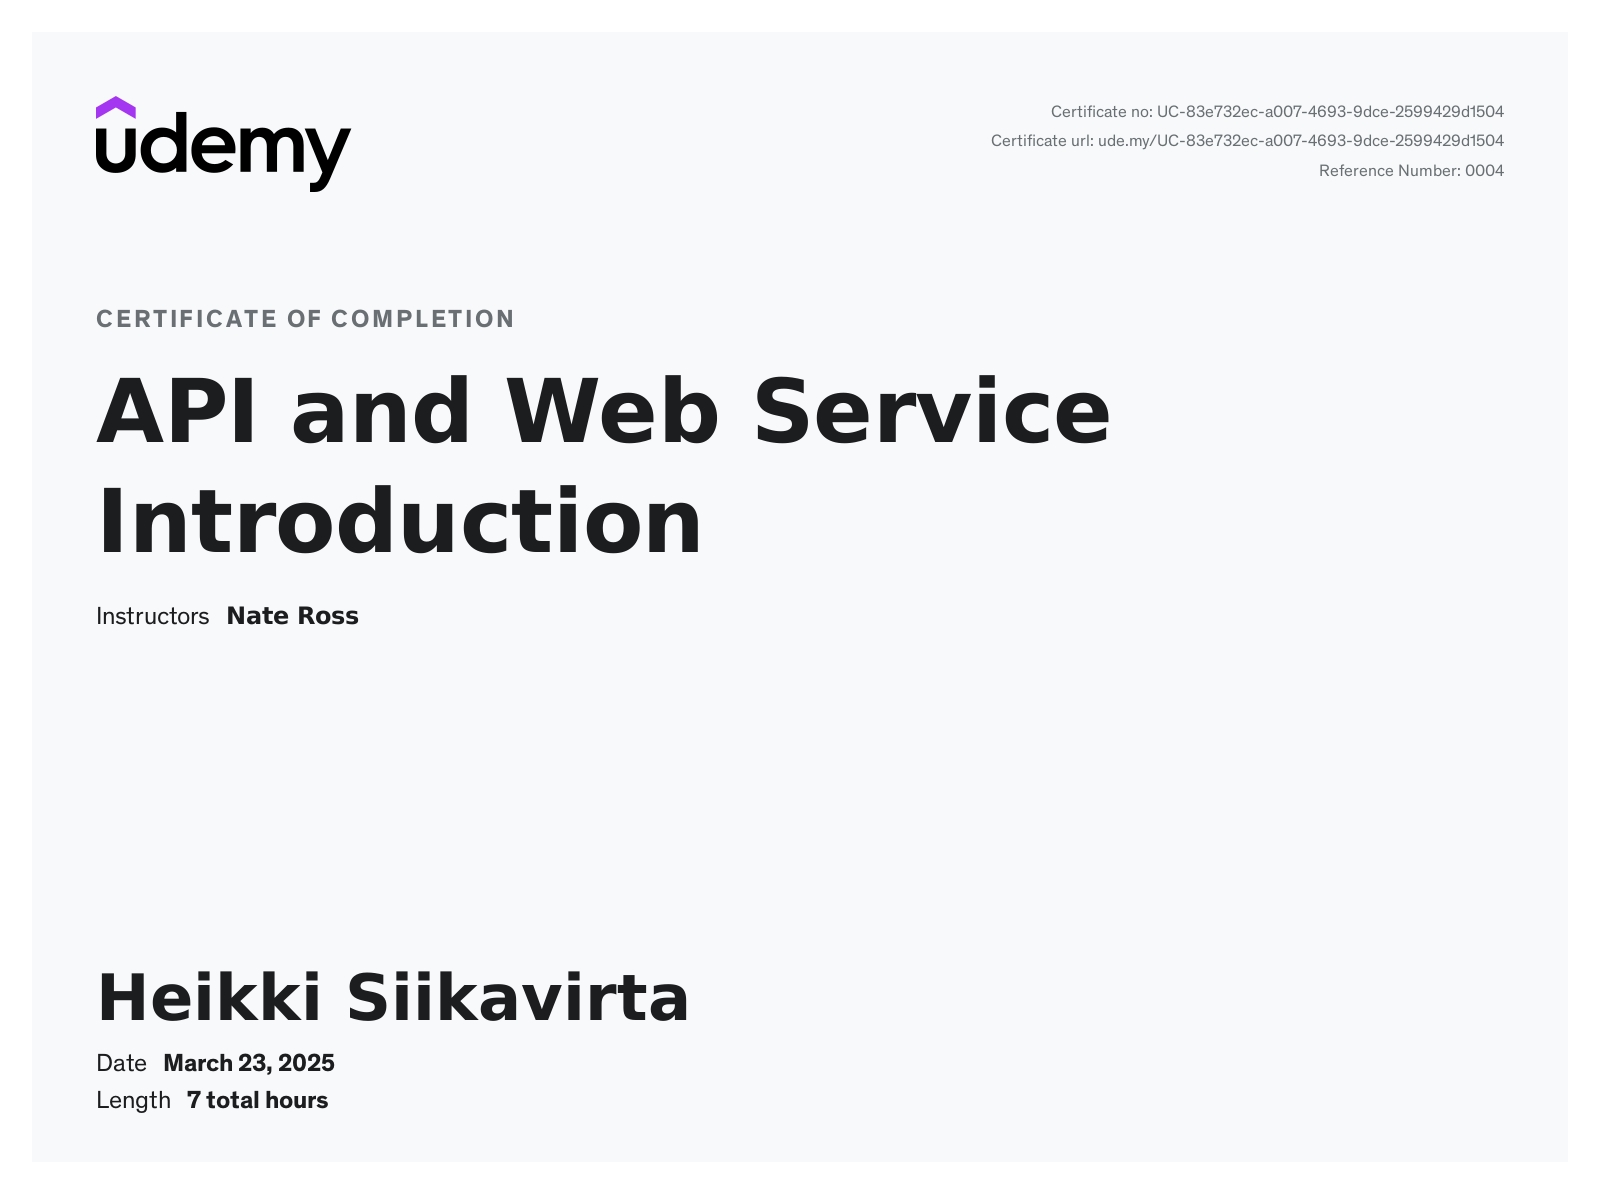 udemy
Certificate no: UC-83e732ec-a007-4693-9dce-2599429d1504
Certificate url: ude.my/UC-83e732ec-a007-4693-9dce-2599429d1504
Reference Number: 0004
CERTIFICATE OF COMPLETION
API and Web Service
Introduction
Instructors Nate Ross
Heikki Siikavirta
Date March 23, 2025
Length 7 total hours